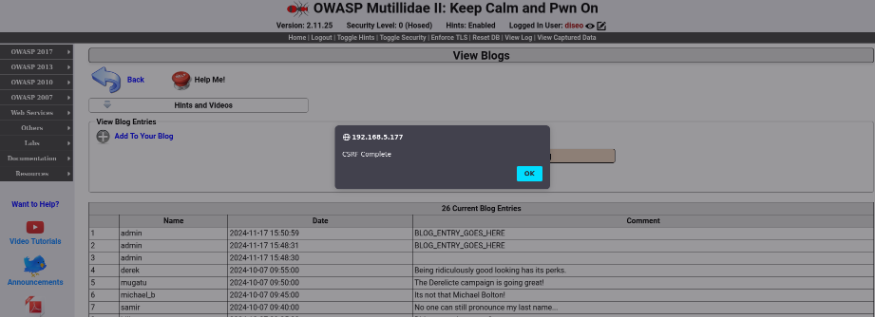 OWASP Mutillidae II: Keep Calm and Pwn On
Version: 2.11.25 Security Level: 0 (Hosed) Hints: Enabled Logged In User: diseo
Home | Logout | Toggle Hints | Toggle Security | Enforce TLS | Reset DB | View Log | View Captured Data
OWASP 2017
OWASP 2013
OWASP 2010
OWASP 2007
Web Services
Others
Labs
Documentation
Resources
Want to Help?
Video Tutorials
Announcements
View Blogs
Back
Help Me!
Hints and Videos
View Blog Entries
Add To Your Blog
192.168.5.177
CSRF Complete
OK
26 Current Blog Entries
Name Date Comment
1 admin 2024-11-17 15:50:59 BLOG_ENTRY_GOES_HERE
2 admin 2024-11-17 15:48:31 BLOG_ENTRY_GOES_HERE
3 admin 2024-11-17 15:48:30
4 derek 2024-10-07 09:55:00 Being ridiculously good looking has its perks.
5 mugatu 2024-10-07 09:50:00 The Derelicte campaign is going great!
6 michael_b 2024-10-07 09:45:00 Its not that Michael Bolton!
7 samir 2024-10-07 09:40:00 No one can still pronounce my last name...